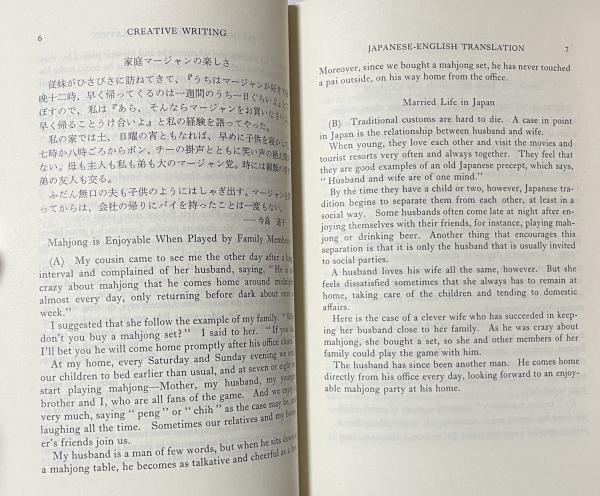 6
CREATIVE WRITING
家庭マージャンの楽しさ
従妹がひさびさに訪ねてきて、『うちはマージャンが好きで
晩十二時、早く帰ってくるのは一週間のうち一日ぐらいよ』と
ぼすので、私は『あら、そんならマージャンをお買いなさい
早く帰ることうけ合いよ』と私の経験を語ってやった。
私の家では土、日曜の宵ともなれば、早めに子供を寝かして
七時か八時ごろからポン、チーの掛声とともに笑い声の絶え間
ない。母も主人も私も弟も大のマージャン党。時には親類の
弟の友人も交る。
ふだん無口の夫も子供のようにはしゃぎ出す。マージャンを
ってからは、会社の帰りにパイを持ったことは一度もない。
——寺島
Mahjong is Enjoyable When Played by Family Members
(A) My cousin came to see me the other day after a long
interval and complained of her husband, saying, "He is
crazy about mahjong that he comes home around midnight
almost every day, only returning before dark about once a
week."
I suggested that she follow the example of my family. "Why
don't you buy a mahjong set?" I said to her. "If you do,
I'll bet you he will come home promptly after his office closes."
At my home, every Saturday and Sunday evening we send
our children to bed earlier than usual, and at seven or eight we
start playing mahjong—Mother, my husband, my younger
brother and I, who are all fans of the game. And we enjoy it
very much, saying "peng" or "chih" as the case may be, and
laughing all the time. Sometimes our relatives and my broth-
er's friends join us.
My husband is a man of few words, but when he sits down at
a mahjong table, he becomes as talkative and cheerful as a
JAPANESE-ENGLISH TRANSLATION
7
Moreover, since we bought a mahjong set, he has never touched
a pai outside, on his way home from the office.
Married Life in Japan
(B) Traditional customs are hard to die. A case in point
in Japan is the relationship between husband and wife.
When young, they love each other and visit the movies and
tourist resorts very often and always together. They feel that
they are good examples of an old Japanese precept, which says,
"Husband and wife are of one mind."
By the time they have a child or two, however, Japanese tra-
dition begins to separate them from each other, at least in a
social way. Some husbands often come late at night after en-
joying themselves with their friends, for instance, playing mah-
jong or drinking beer. Another thing that encourages this
separation is that it is only the husband that is usually invited
to social parties.
A husband loves his wife all the same, however. But she
feels dissatisfied sometimes that she always has to remain at
home, taking care of the children and tending to domestic
affairs.
Here is the case of a clever wife who has succeeded in keep-
ing her husband close to her family. As he was crazy about
mahjong, she bought a set, so she and other members of her
family could play the game with him.
The husband has since been another man. He comes home
directly from his office every day, looking forward to an enjoy-
able mahjong party at his home.